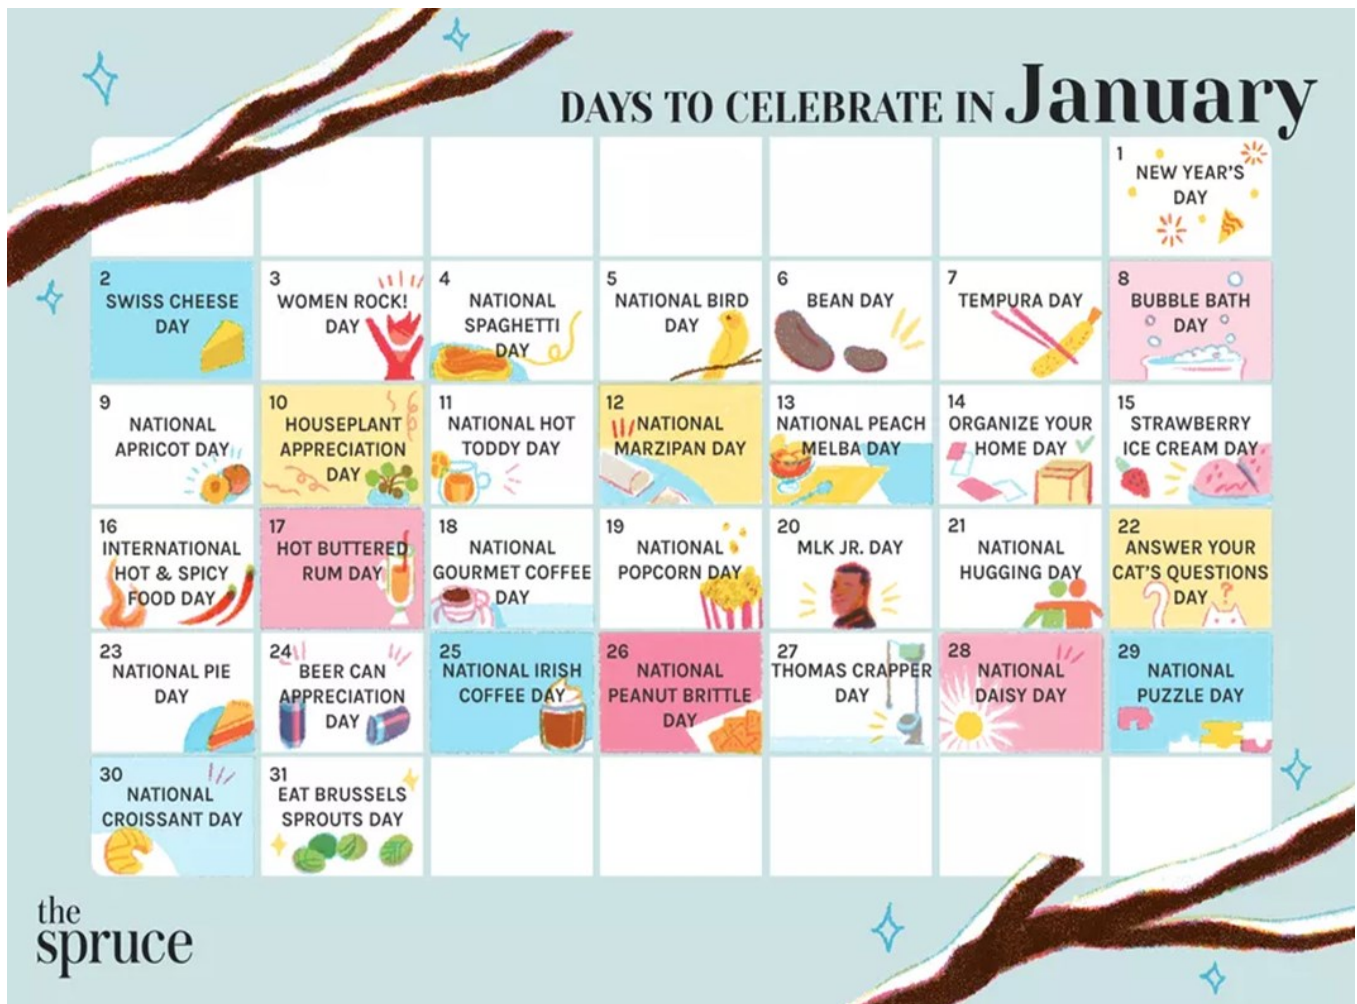 DAYS TO CELEBRATE IN January
1
NEW YEAR'S
DAY
2
SWISS CHEESE
DAY
3
WOMEN ROCK!
DAY
4
NATIONAL
SPAGHETTI
DAY
5
NATIONAL BIRD
DAY
6
BEAN DAY
7
TEMPURA DAY
8
BUBBLE BATH
DAY
9
NATIONAL
APRICOT DAY
10
HOUSEPLANT
APPRECIATION
DAY
11
NATIONAL HOT
TODDY DAY
12
NATIONAL
MARZIPAN DAY
13
NATIONAL PEACH
MELBA DAY
14
ORGANIZE YOUR
HOME DAY
15
STRAWBERRY
ICE CREAM DAY
16
INTERNATIONAL
HOT & SPICY
FOOD DAY
17
HOT BUTTERED
RUM DAY
18
NATIONAL
GOURMET COFFEE
DAY
19
NATIONAL
POPCORN DAY
20
MLK JR. DAY
21
NATIONAL
HUGGING DAY
22
ANSWER YOUR
CAT'S QUESTIONS
DAY
?
23
NATIONAL PIE
DAY
24
BEER CAN
APPRECIATION
DAY
25
NATIONAL IRISH
COFFEE DAY
26
NATIONAL
PEANUT BRITTLE
DAY
27
THOMAS CRAPPER
DAY
28
NATIONAL
DAISY DAY
29
NATIONAL
PUZZLE DAY
30
NATIONAL
CROISSANT DAY
31
EAT BRUSSELS
SPROUTS DAY
the
spruce